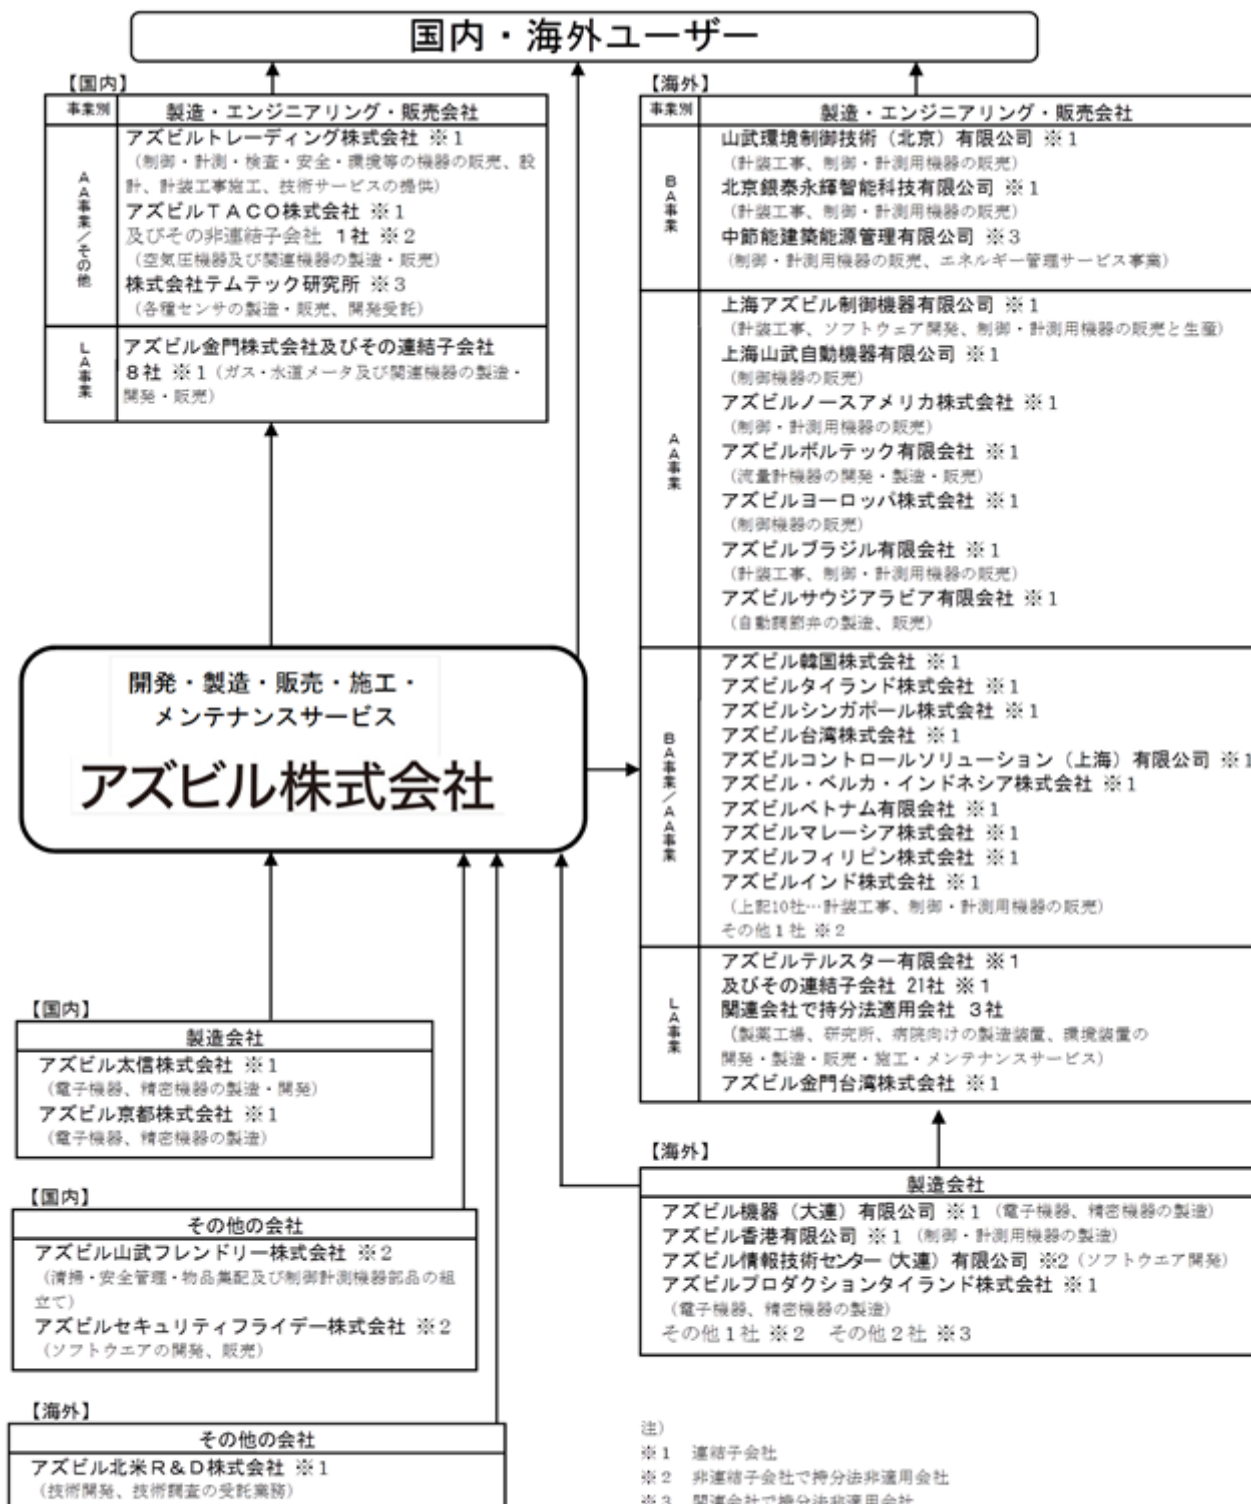 国内・海外ユーザー
【国内】
事業別
製造・エンジニアリング・販売会社
AA事業／その他
アズビルトレーディング株式会社 ※1
（制御・計測・検査・安全・環境等の機器の販売、設
計、計装工事施工、技術サービスの提供）
アズビルTACO株式会社 ※1
及びその非連結子会社 1社 ※2
（空気圧機器及び関連機器の製造・販売）
株式会社テムテック研究所 ※3
（各種センサの製造・販売、開発受託）
LA事業
アズビル金門株式会社及びその連結子会社
8社 ※1（ガス・水道メータ及び関連機器の製造・
開発・販売）
【海外】
事業別
製造・エンジニアリング・販売会社
BA事業
山武環境制御技術（北京）有限公司 ※1
（計装工事、制御・計測用機器の販売）
北京銀泰永輝智能科技有限公司 ※1
（計装工事、制御・計測用機器の販売）
中節能建築能源管理有限公司 ※3
（制御・計測用機器の販売、エネルギー管理サービス事業）
AA事業
上海アズビル制御機器有限公司 ※1
（計装工事、ソフトウェア開発、制御・計測用機器の販売と生産）
上海山武自動機器有限公司 ※1
（制御機器の販売）
アズビルノースアメリカ株式会社 ※1
（制御・計測用機器の販売）
アズビルボルテック有限会社 ※1
（流量計機器の開発・製造・販売）
アズビルヨーロッパ株式会社 ※1
（制御機器の販売）
アズビルブラジル有限会社 ※1
（計装工事、制御・計測用機器の販売）
アズビルサウジアラビア有限会社 ※1
（自動調節弁の製造、販売）
BA事業／AA事業
アズビル韓国株式会社 ※1
アズビルタイランド株式会社 ※1
アズビルシンガポール株式会社 ※1
アズビル台湾株式会社 ※1
アズビルコントロールソリューション（上海）有限公司 ※1
アズビル・ベルカ・インドネシア株式会社 ※1
アズビルベトナム有限会社 ※1
アズビルマレーシア株式会社 ※1
アズビルフィリピン株式会社 ※1
アズビルインド株式会社 ※1
（上記10社…計装工事、制御・計測用機器の販売）
その他1社 ※2
LA事業
アズビルテルスター有限会社 ※1
及びその連結子会社 21社 ※1
関連会社で持分法適用会社 3社
（製薬工場、研究所、病院向けの製造装置、環境装置の
開発・製造・販売・施工・メンテナンスサービス）
アズビル金門台湾株式会社 ※1
開発・製造・販売・施工・
メンテナンスサービス
アズビル株式会社
【国内】
製造会社
アズビル太信株式会社 ※1
（電子機器、精密機器の製造・開発）
アズビル京都株式会社 ※1
（電子機器、精密機器の製造）
【国内】
その他の会社
アズビル山武フレンドリー株式会社 ※2
（清掃・安全管理・物品集配及び制御計測機器部品の組
立て）
アズビルセキュリティフライデー株式会社 ※2
（ソフトウエアの開発、販売）
【海外】
その他の会社
アズビル北米R＆D株式会社 ※1
（技術開発、技術調査の受託業務）
【海外】
製造会社
アズビル機器（大連）有限公司 ※1（電子機器、精密機器の製造）
アズビル香港有限公司 ※1（制御・計測用機器の製造）
アズビル情報技術センター（大連）有限公司 ※2（ソフトウエア開発）
アズビルプロダクションタイランド株式会社 ※1
（電子機器、精密機器の製造）
その他1社 ※2 その他2社 ※3
注）
※1 連結子会社
※2 非連結子会社で持分法非適用会社
※3 関連会社で持分法非適用会社